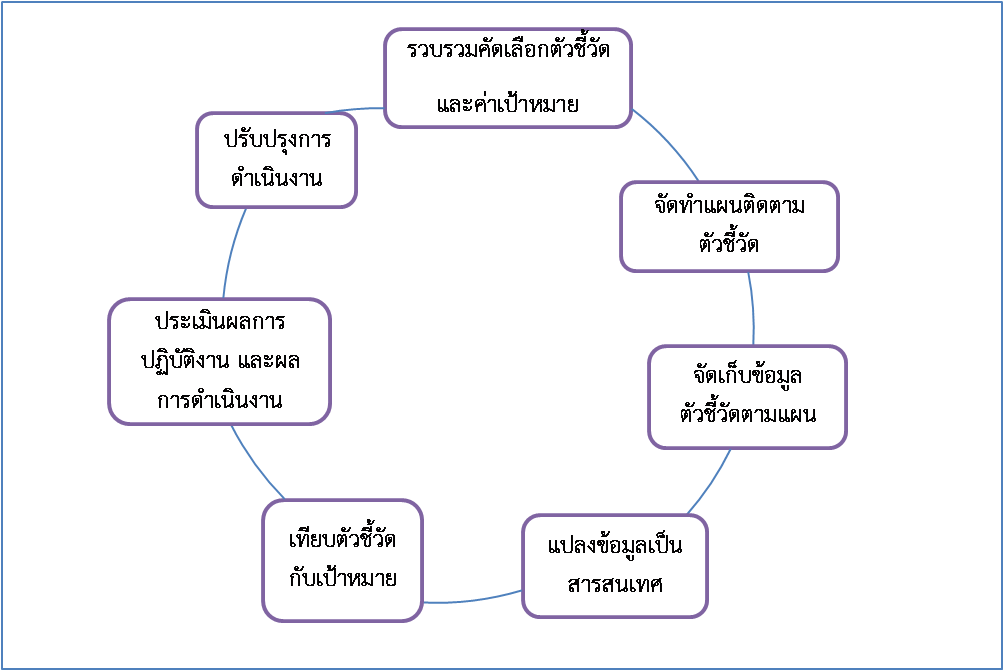 รวบรวมคัดเลือกตัวชี้วัด
และค่าเป้าหมาย
จัดทำแผนติดตาม
ตัวชี้วัด
จัดเก็บข้อมูล
ตัวชี้วัดตามแผน
แปลงข้อมูลเป็น
สารสนเทศ
เทียบตัวชี้วัด
กับเป้าหมาย
ประเมินผลการ
ปฏิบัติงาน และผล
การดำเนินงาน
ปรับปรุงการ
ดำเนินงาน